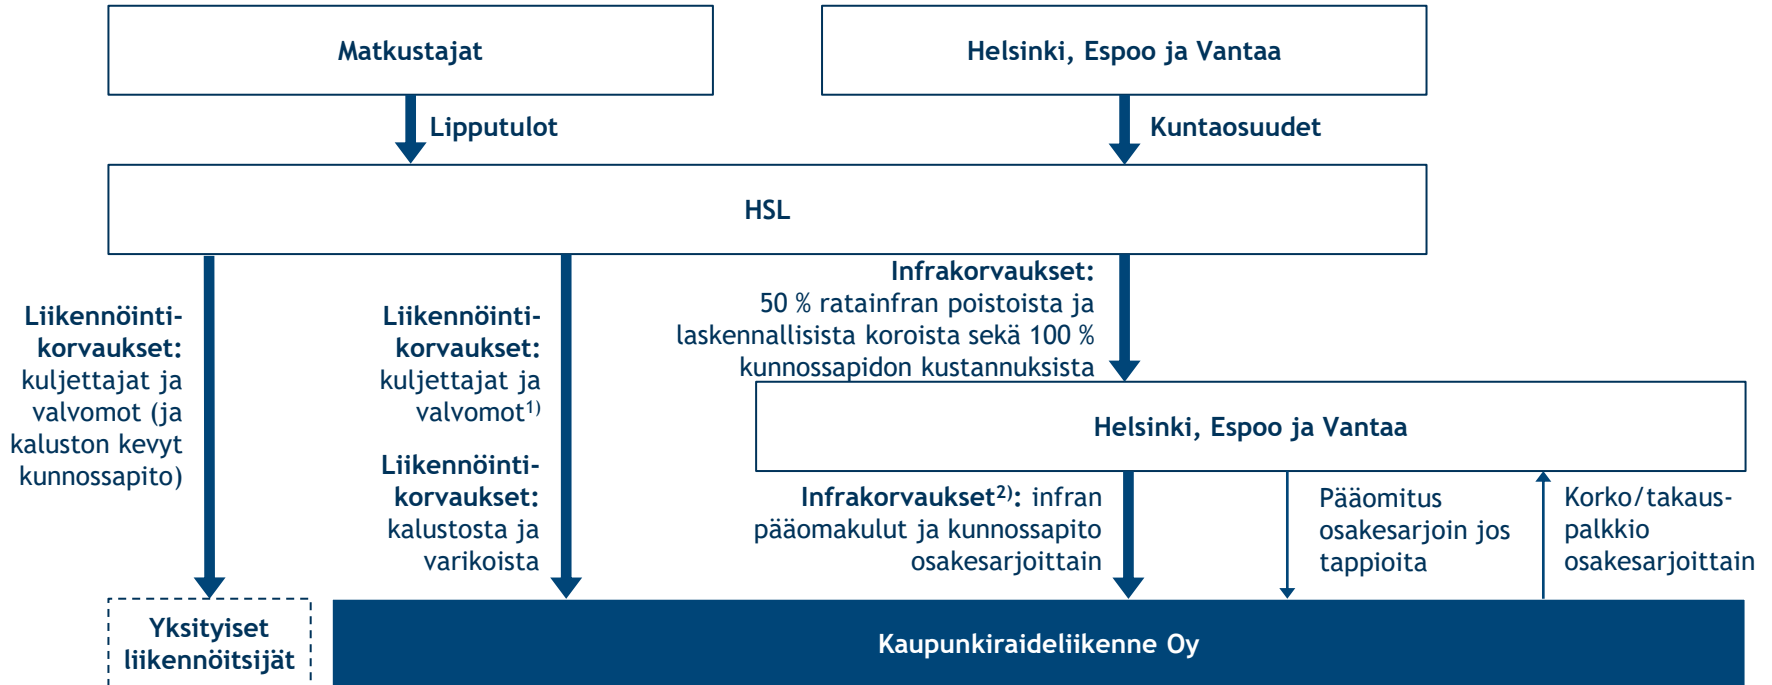 Matkustajat
Helsinki, Espoo ja Vantaa
Lipputulot
Kuntaosuudet
HSL
Liikennöinti-
korvaukset:
kuljettajat ja
valvomot (ja
kaluston kevyt
kunnossapito)
Liikennöinti-
korvaukset:
kuljettajat ja
valvomot¹⁾
Liikennöinti-
korvaukset:
kalustosta ja
varikoista
Infrakorvaukset:
50 % ratainfran poistoista ja
laskennallisista koroista sekä 100 %
kunnossapidon kustannuksista
Helsinki, Espoo ja Vantaa
Infrakorvaukset²⁾: infran
pääomakulut ja kunnossapito
osakesarjoittain
Pääomitus
osakesarjoin jos
tappioita
Korko/takaus-
palkkio
osakesarjoittain
Yksityiset
liikennöitsijät
Kaupunkiraideliikenne Oy